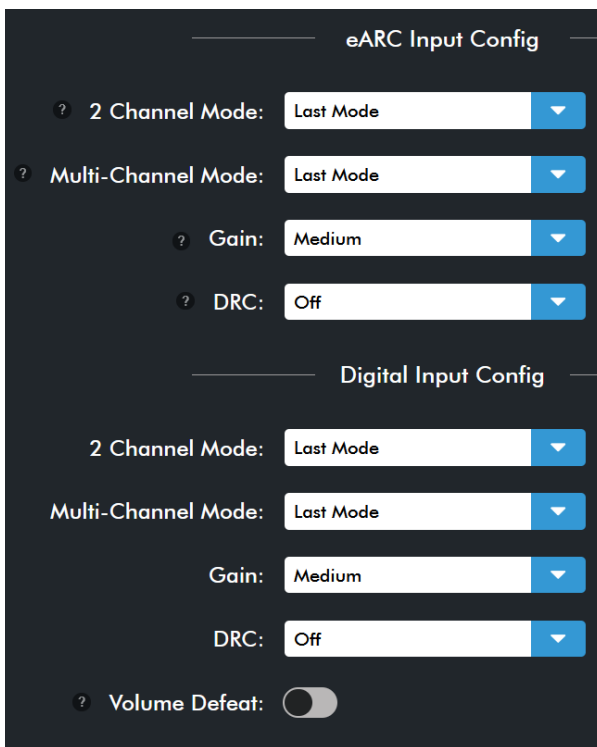 eARC Input Config
? 2 Channel Mode: Last Mode
? Multi-Channel Mode: Last Mode
? Gain: Medium
? DRC: Off
Digital Input Config
2 Channel Mode: Last Mode
Multi-Channel Mode: Last Mode
Gain: Medium
DRC: Off
? Volume Defeat: